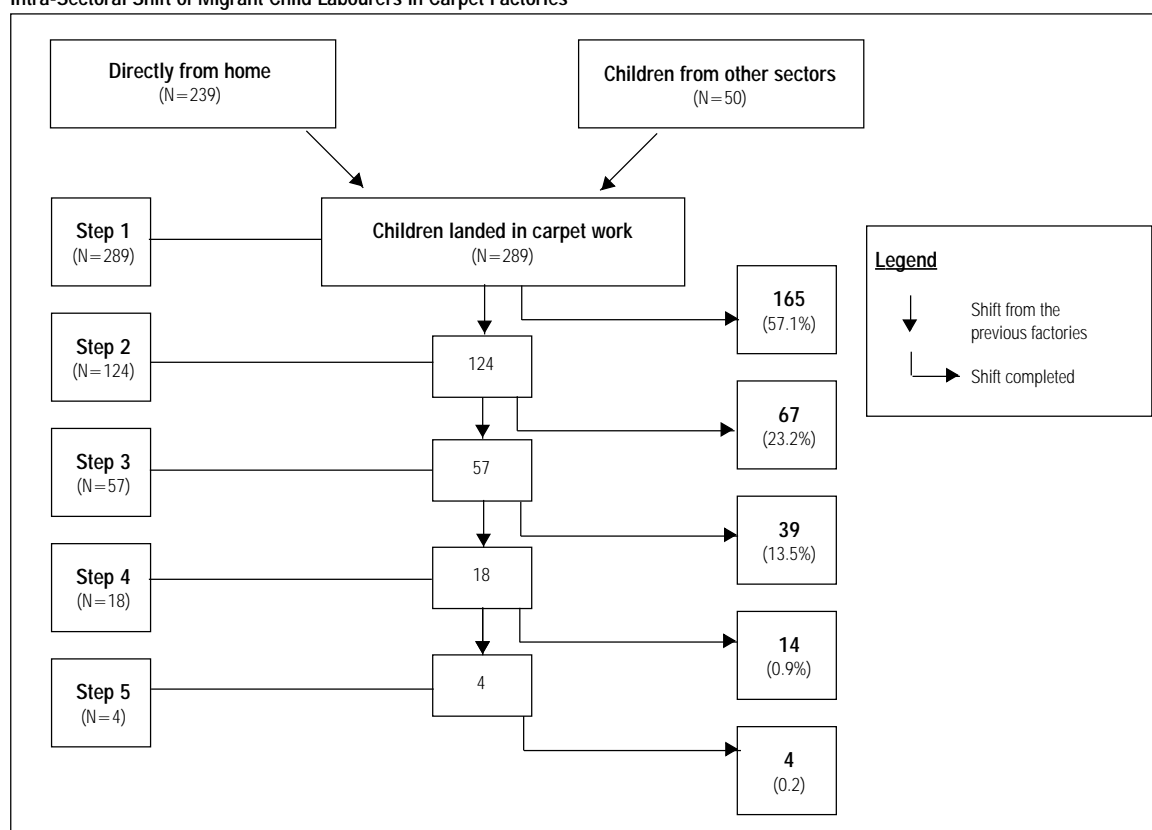 Intra-Sectoral Shift of Migrant Child Labourers in Carpet Factories
Directly from home
(N=239)
Children from other sectors
(N=50)
Step 1
(N=289)
Children landed in carpet work
(N=289)
165
(57.1%)
Legend
Shift from the
previous factories
Shift completed
Step 2
(N=124)
124
67
(23.2%)
Step 3
(N=57)
57
39
(13.5%)
Step 4
(N=18)
18
14
(0.9%)
Step 5
(N=4)
4
4
(0.2)